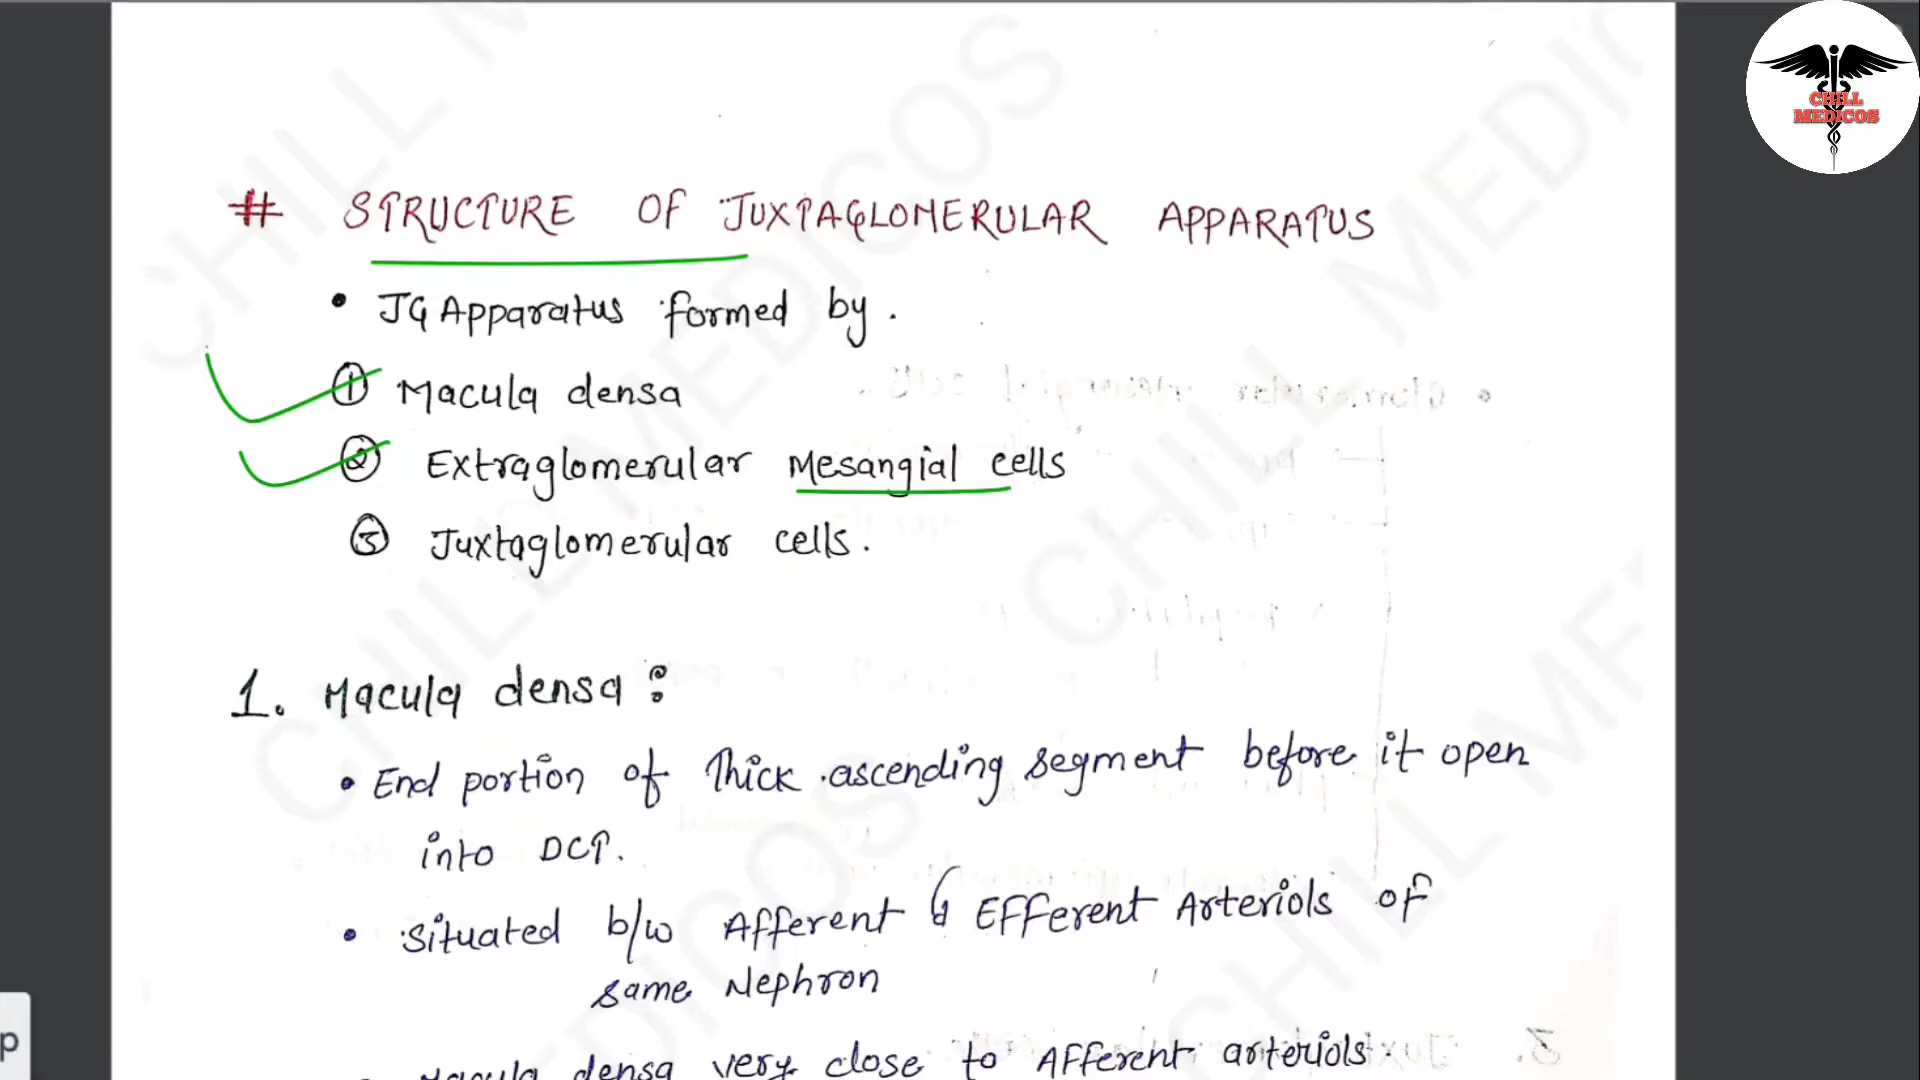 CHILL
MEDICOS
# STRUCTURE OF JUXTAGLOMERULAR APPARATUS
• JG Apparatus formed by.
① Macula densa
② Extraglomerular Mesangial cells
③ Juxtaglomerular cells.
1. Macula densa :
• End portion of Thick ascending segment before it open
into DCT.
• Situated b/w Afferent & Efferent Arteriols of
same Nephron
• Macula densa very close to Afferent arteriols.
p